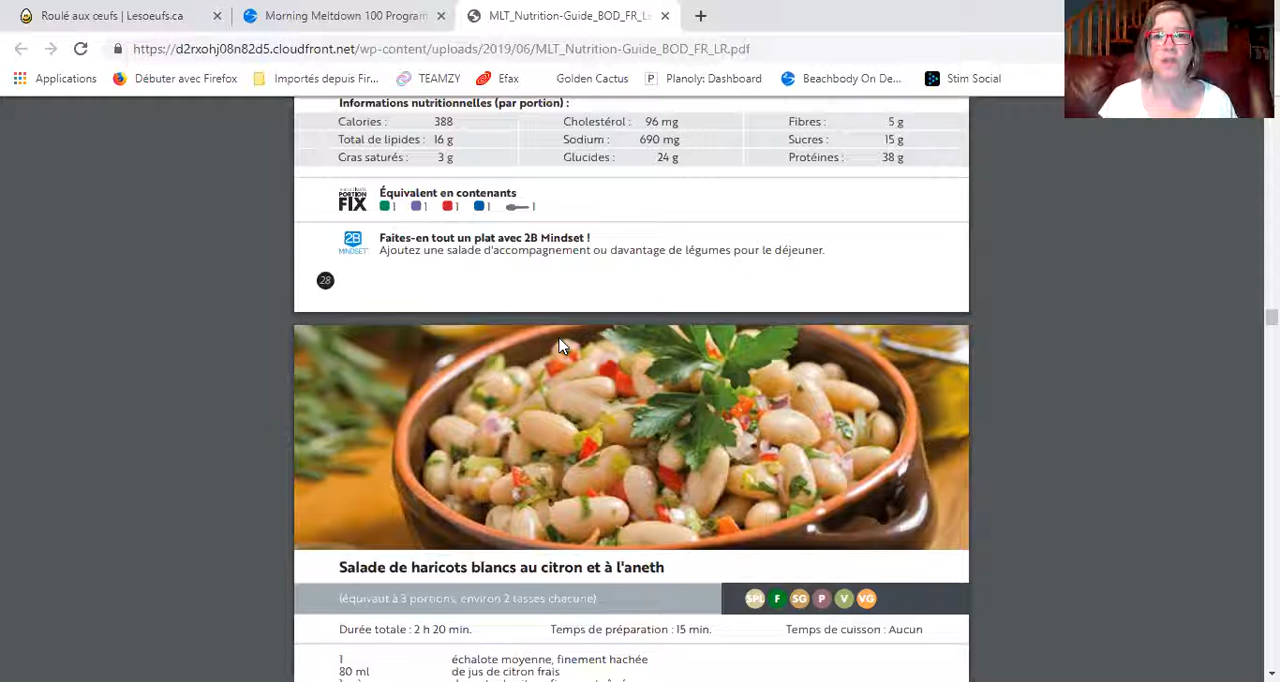 Roulé aux œufs | Lesoeufs.ca
Morning Meltdown 100 Program
MLT_Nutrition-Guide_BOD_FR_L
https://d2rxohj08n82d5.cloudfront.net/wp-content/uploads/2019/06/MLT_Nutrition-Guide_BOD_FR_LR.pdf
Applications Débuter avec Firefox Importés depuis Fir... TEAMZY Efax Golden Cactus Planoly: Dashboard Beachbody On De... Stim Social
Informations nutritionnelles (par portion) :
Calories : 388 Cholestérol : 96 mg Fibres : 5 g
Total de lipides : 16 g Sodium : 690 mg Sucres : 15 g
Gras saturés : 3 g Glucides : 24 g Protéines : 38 g
PORTION
FIX
Équivalent en contenants
1 1 1 1 1
2B
MINDSET
Faites-en tout un plat avec 2B Mindset !
Ajoutez une salade d'accompagnement ou davantage de légumes pour le déjeuner.
28
Salade de haricots blancs au citron et à l'aneth
(équivaut à 3 portions, environ 2 tasses chacune)
SPL F SG P V VG
Durée totale : 2 h 20 min. Temps de préparation : 15 min. Temps de cuisson : Aucun
1 échalote moyenne, finement hachée
80 ml de jus de citron frais